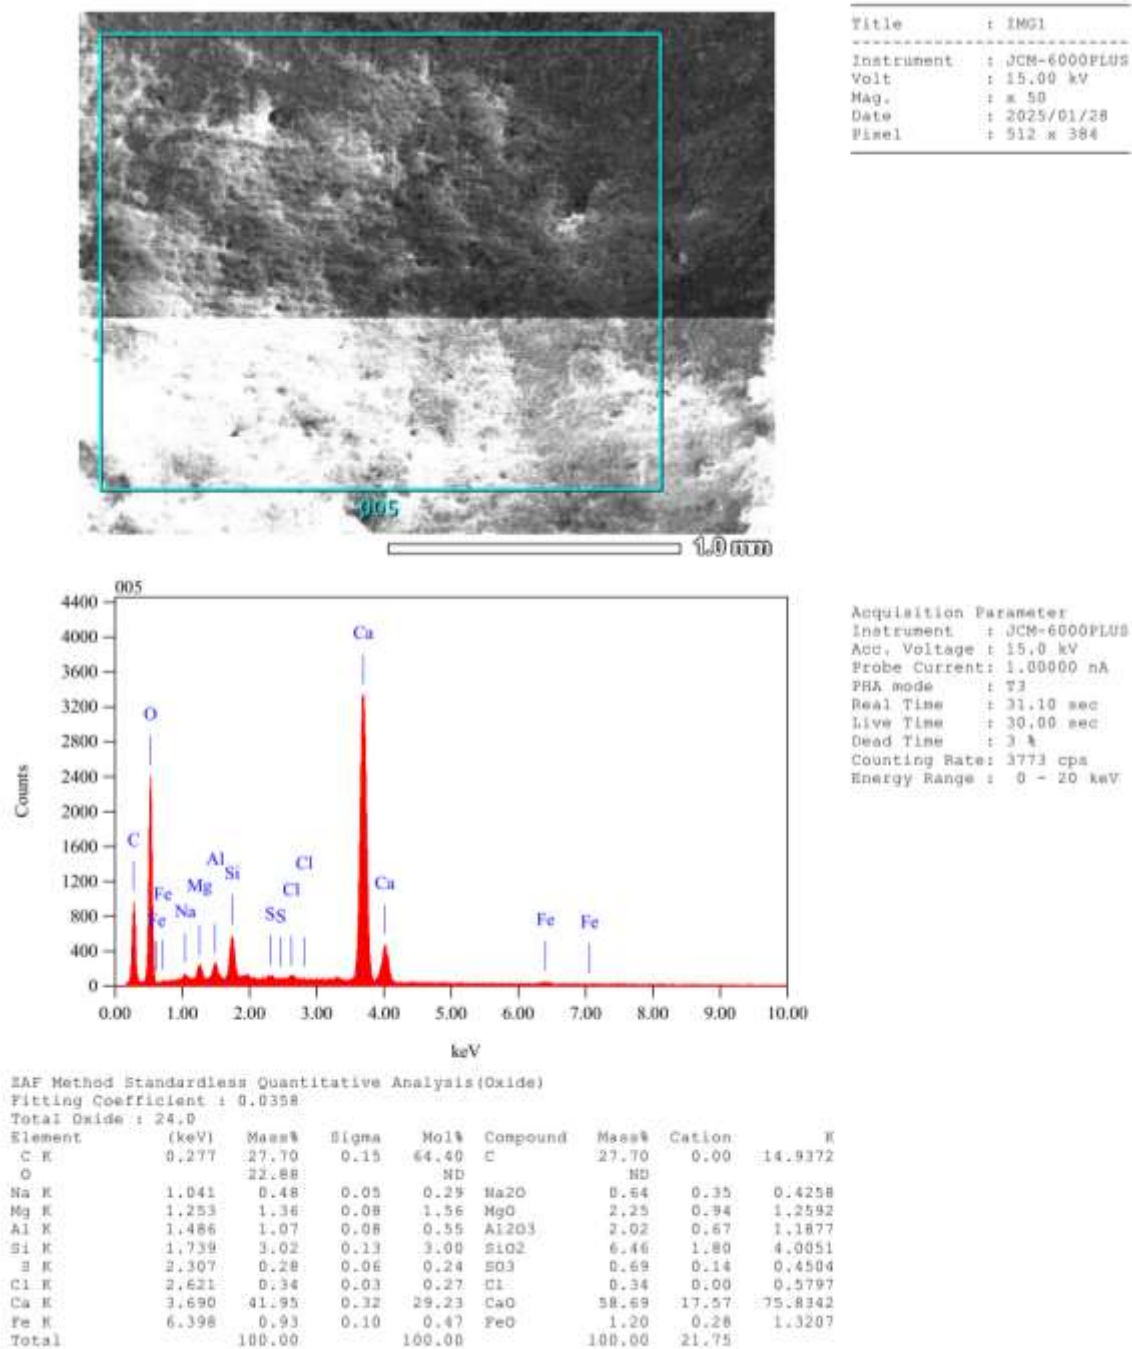 Title : IMG1
---------------------------
Instrument : JCM-6000PLUS
Volt : 15.00 kV
Mag. : x 50
Date : 2025/01/28
Pixel : 512 x 384
005
1.0 mm
005
4400
4000
3600
3200
2800
2400
2000
1600
1200
800
400
0
Counts
C
O
Fe
Fe
Na
Mg
Al
Si
S
S
Cl
Cl
Ca
Ca
Fe
Fe
0.00 1.00 2.00 3.00 4.00 5.00 6.00 7.00 8.00 9.00 10.00
keV
Acquisition Parameter
Instrument : JCM-6000PLUS
Acc. Voltage : 15.0 kV
Probe Current: 1.00000 nA
PHA mode : T3
Real Time : 31.10 sec
Live Time : 30.00 sec
Dead Time : 3 %
Counting Rate: 3773 cps
Energy Range : 0 - 20 keV
ZAF Method Standardless Quantitative Analysis(Oxide)
Fitting Coefficient : 0.0358
Total Oxide : 24.0
Element (keV) Mass% Sigma Mol% Compound Mass% Cation K
C K 0.277 27.70 0.15 64.40 C 27.70 0.00 14.9372
O 22.88 ND ND
Na K 1.041 0.48 0.05 0.29 Na2O 0.64 0.35 0.4258
Mg K 1.253 1.36 0.08 1.56 MgO 2.25 0.94 1.2592
Al K 1.486 1.07 0.08 0.55 Al2O3 2.02 0.67 1.1877
Si K 1.739 3.02 0.13 3.00 SiO2 6.46 1.80 4.0051
S K 2.307 0.28 0.06 0.24 SO3 0.69 0.14 0.4504
Cl K 2.621 0.34 0.03 0.27 Cl 0.34 0.00 0.5797
Ca K 3.690 41.95 0.32 29.23 CaO 58.69 17.57 75.8342
Fe K 6.398 0.93 0.10 0.47 FeO 1.20 0.28 1.3207
Total 100.00 100.00 100.00 21.75